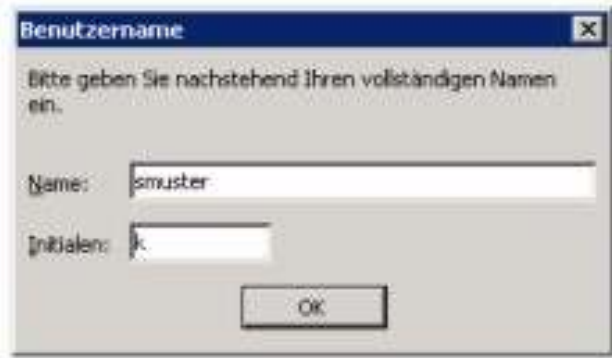 Benutzername
Bitte geben Sie nachstehend Ihren vollständigen Namen
ein.
Name: smuster
Initialen: k
OK